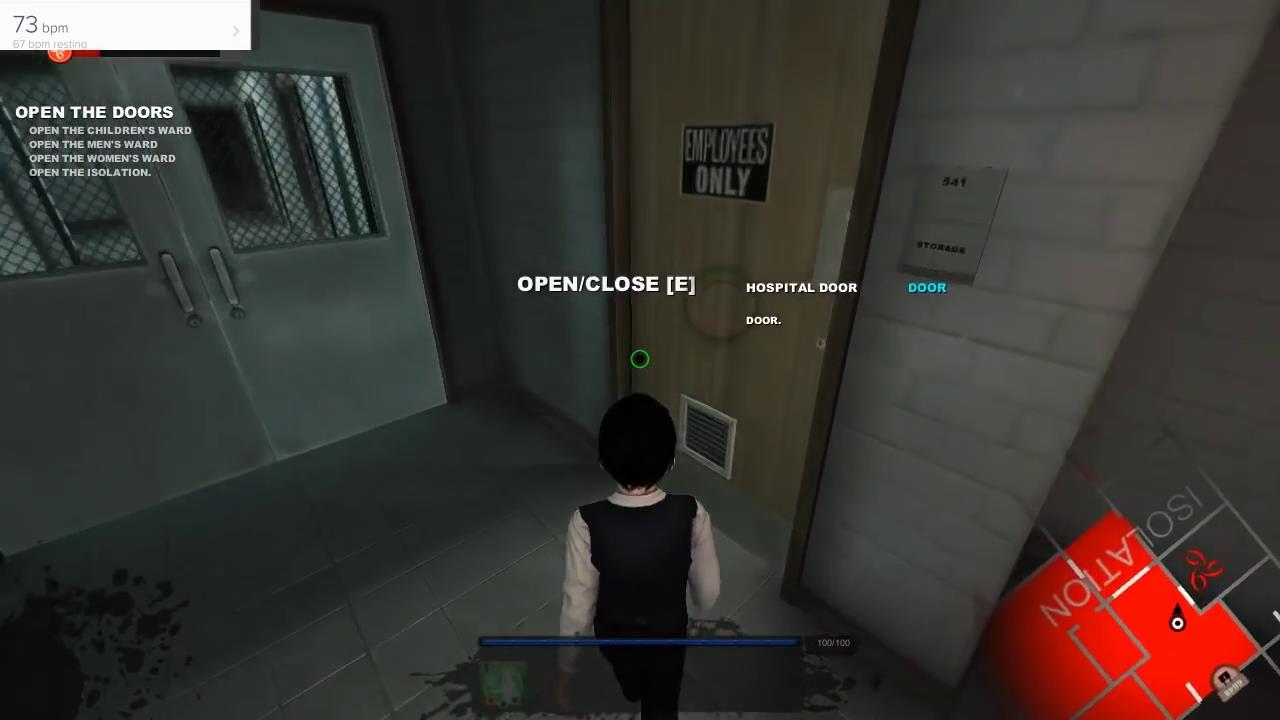 73 bpm
67 bpm resting
OPEN THE DOORS
OPEN THE CHILDREN'S WARD
OPEN THE MEN'S WARD
OPEN THE WOMEN'S WARD
OPEN THE ISOLATION.
EMPLOYEES
ONLY
541
STORAGE
OPEN/CLOSE [E]
HOSPITAL DOOR
DOOR
DOOR.
ISOLATION
100/100